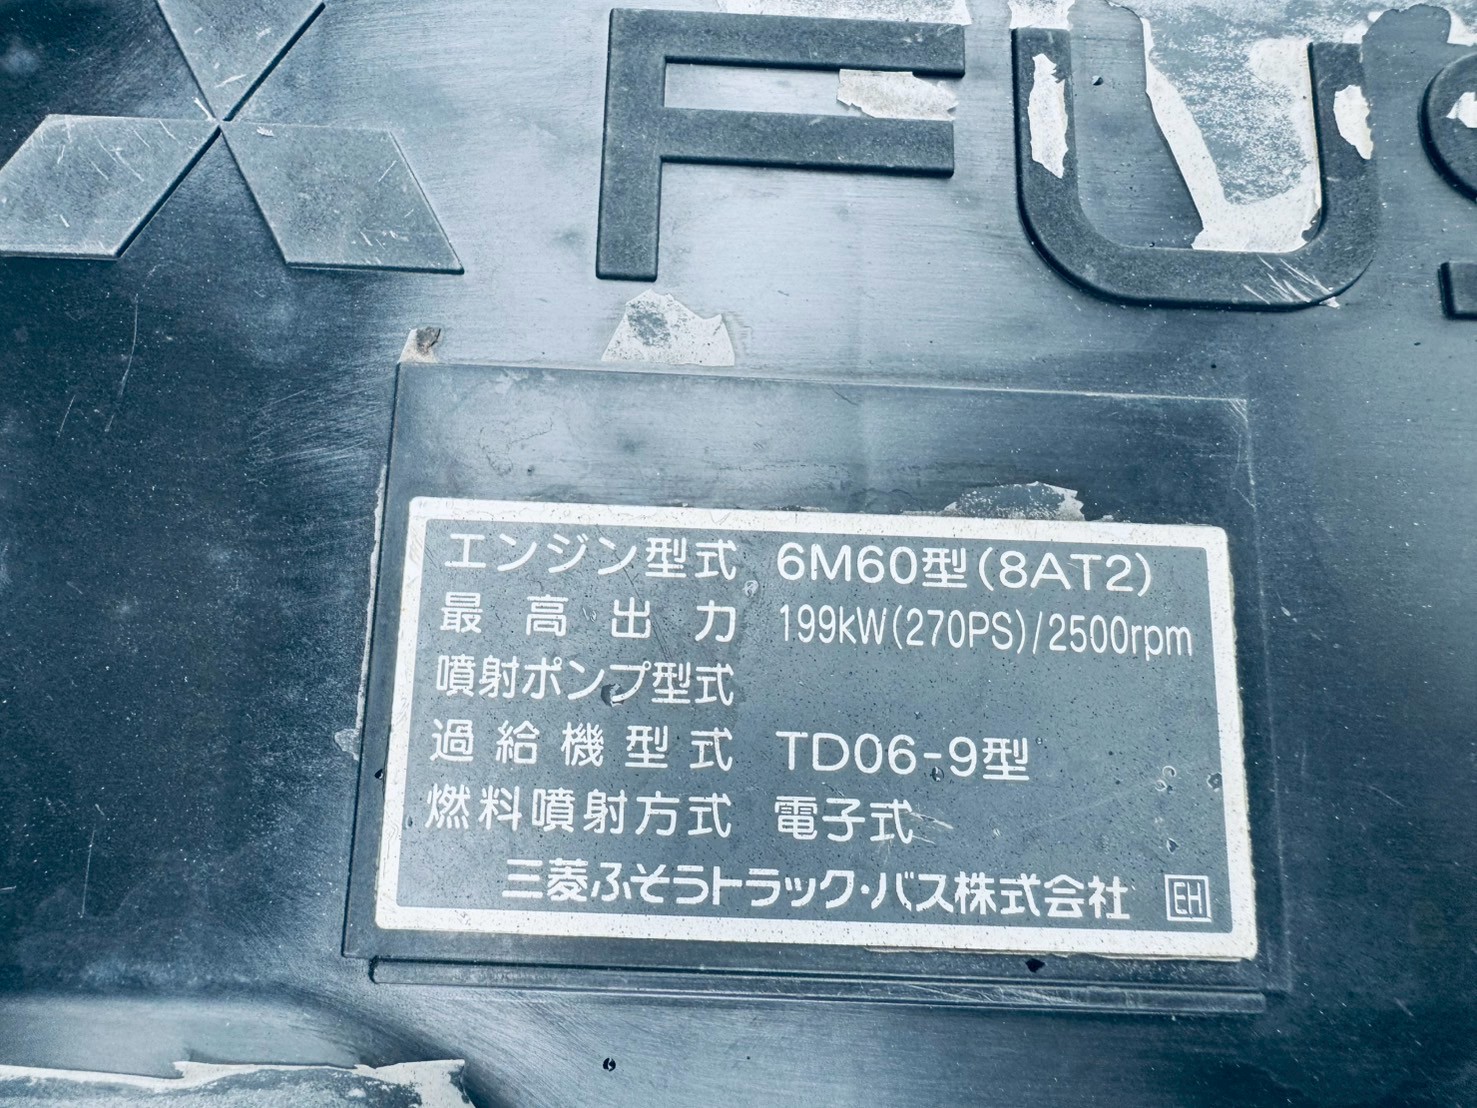 FUS
エンジン型式 6M60型(8AT2)
最高出力 199kW(270PS)/2500rpm
噴射ポンプ型式
過給機型式 TD06-9型
燃料噴射方式 電子式
三菱ふそうトラック・バス株式会社 EH